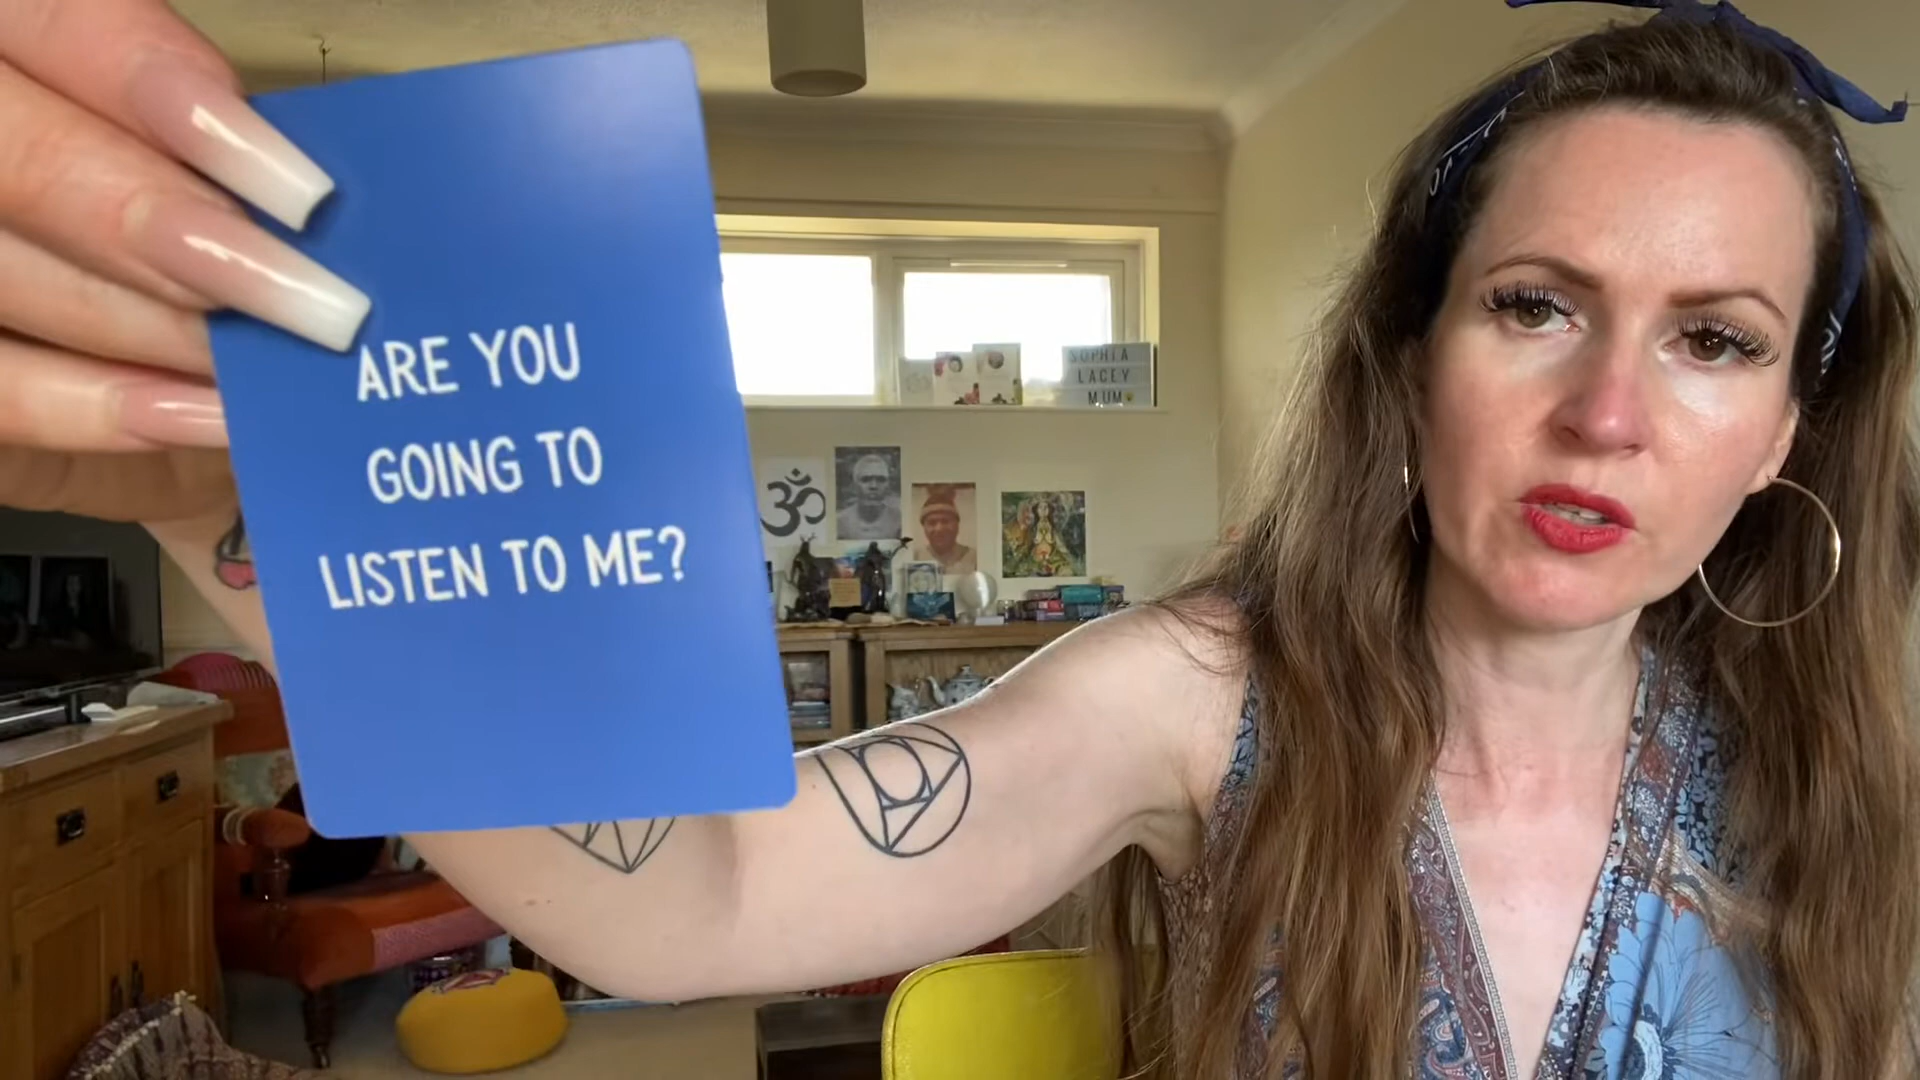 ARE YOU
GOING TO
LISTEN TO ME?
SOPHIA
LACEY
MUM
ॐ